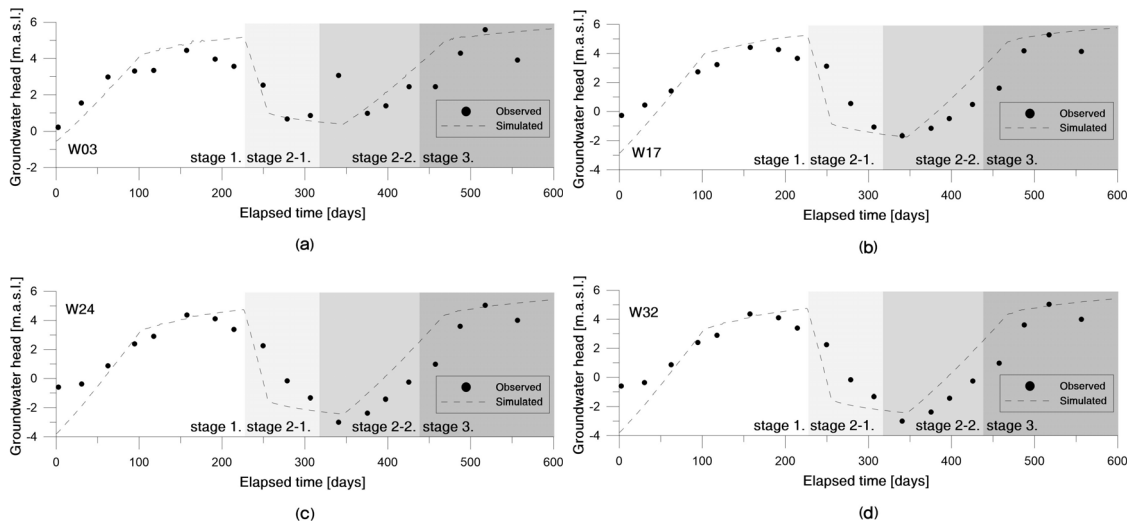 Groundwater head [m.a.s.l.]
6
4
2
0
-2
W03
Observed
Simulated
stage 1. stage 2-1. stage 2-2. stage 3.
0 100 200 300 400 500 600
Elapsed time [days]
(a)
Groundwater head [m.a.s.l.]
6
4
2
0
-2
-4
W17
Observed
Simulated
stage 1. stage 2-1. stage 2-2. stage 3.
0 100 200 300 400 500 600
Elapsed time [days]
(b)
Groundwater head [m.a.s.l.]
6
4
2
0
-2
-4
W24
Observed
Simulated
stage 1. stage 2-1. stage 2-2. stage 3.
0 100 200 300 400 500 600
Elapsed time [days]
(c)
Groundwater head [m.a.s.l.]
6
4
2
0
-2
-4
W32
Observed
Simulated
stage 1. stage 2-1. stage 2-2. stage 3.
0 100 200 300 400 500 600
Elapsed time [days]
(d)